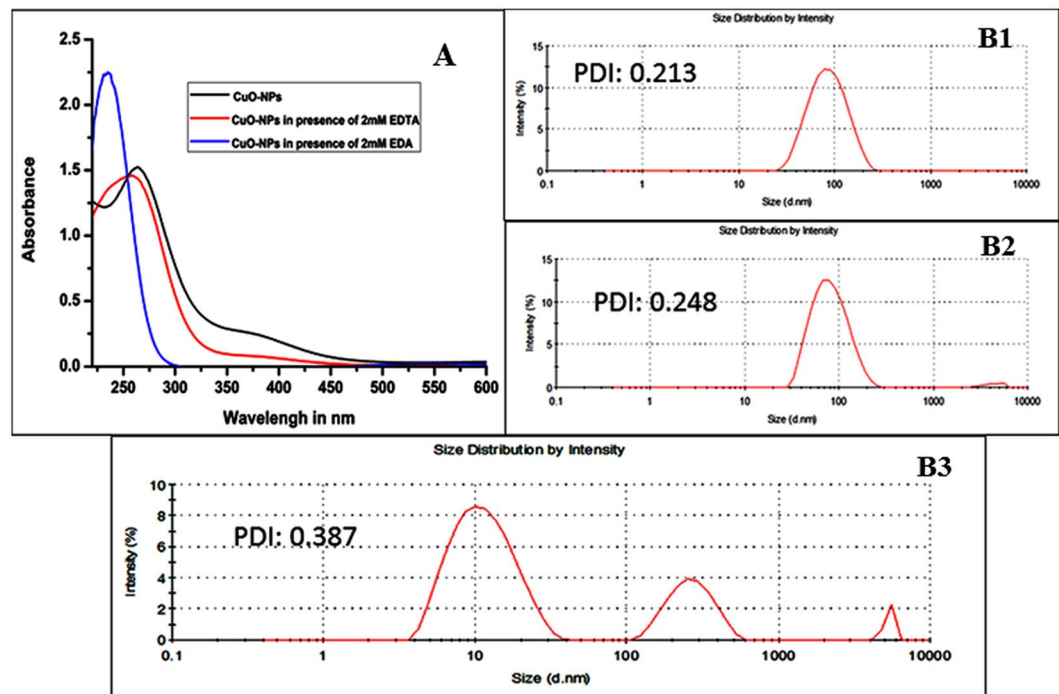 A
2.5
2.0
1.5
1.0
0.5
0.0
Absorbance
CuO-NPs
CuO-NPs in presence of 2mM EDTA
CuO-NPs in presence of 2mM EDA
250 300 350 400 450 500 550 600
Wavelengh in nm
Size Distribution by Intensity
B1
PDI: 0.213
15
10
5
0
Intensity (%)
0.1 1 10 100 1000 10000
Size (d.nm)
Size Distribution by Intensity
B2
PDI: 0.248
15
10
5
0
Intensity (%)
0.1 1 10 100 1000 10000
Size (d.nm)
Size Distribution by Intensity
B3
PDI: 0.387
10
8
6
4
2
0
Intensity (%)
0.1 1 10 100 1000 10000
Size (d.nm)